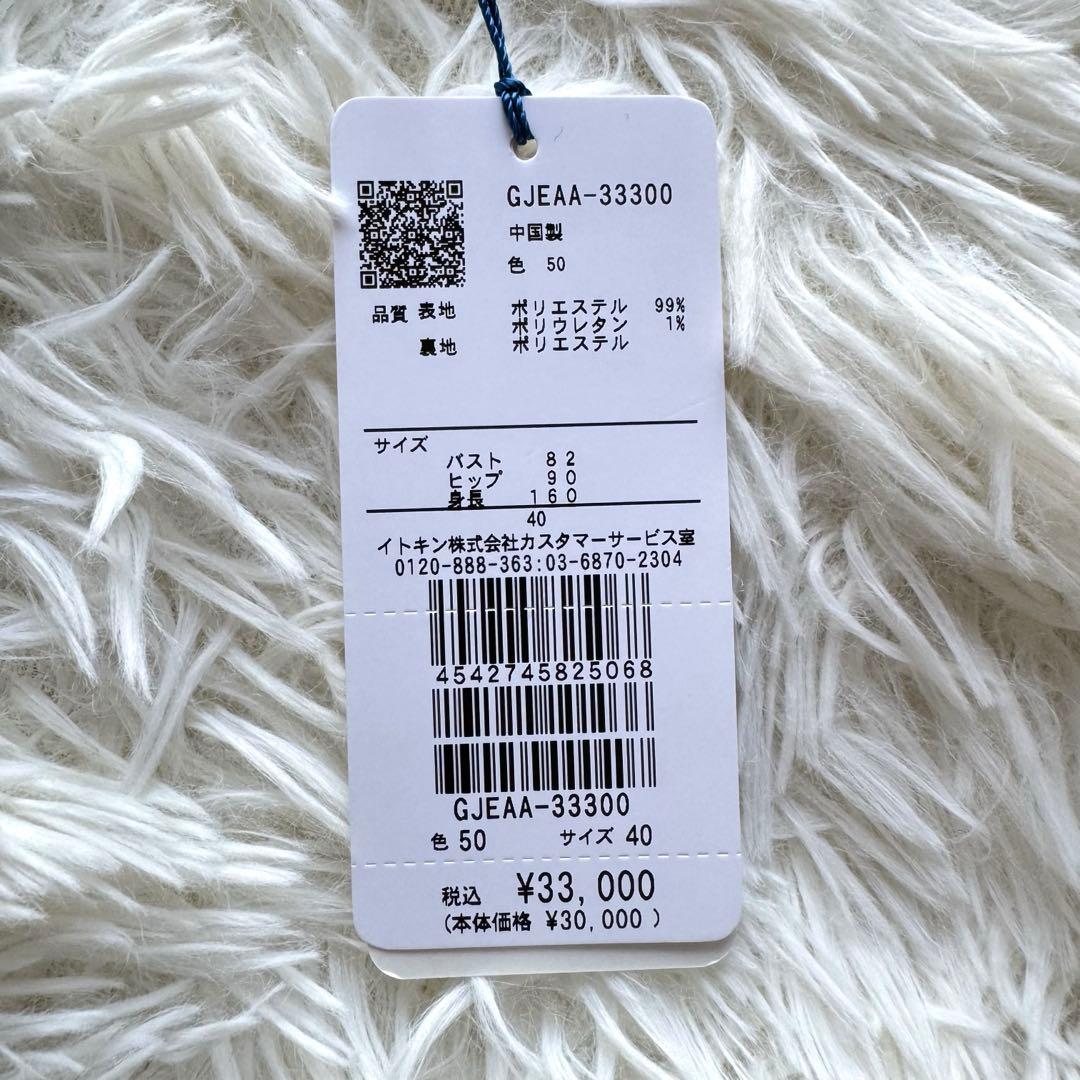 GJEAA-33300
中国製
色 50
品質 表地 ポリエステル 99%
ポリウレタン 1%
裏地 ポリエステル
サイズ
バスト 82
ヒップ 90
身長 160
40
イトキン株式会社カスタマーサービス室
0120-888-363:03-6870-2304
4542745825068
GJEAA-33300
色 50 サイズ 40
税込 ¥33,000
(本体価格 ¥30,000 )